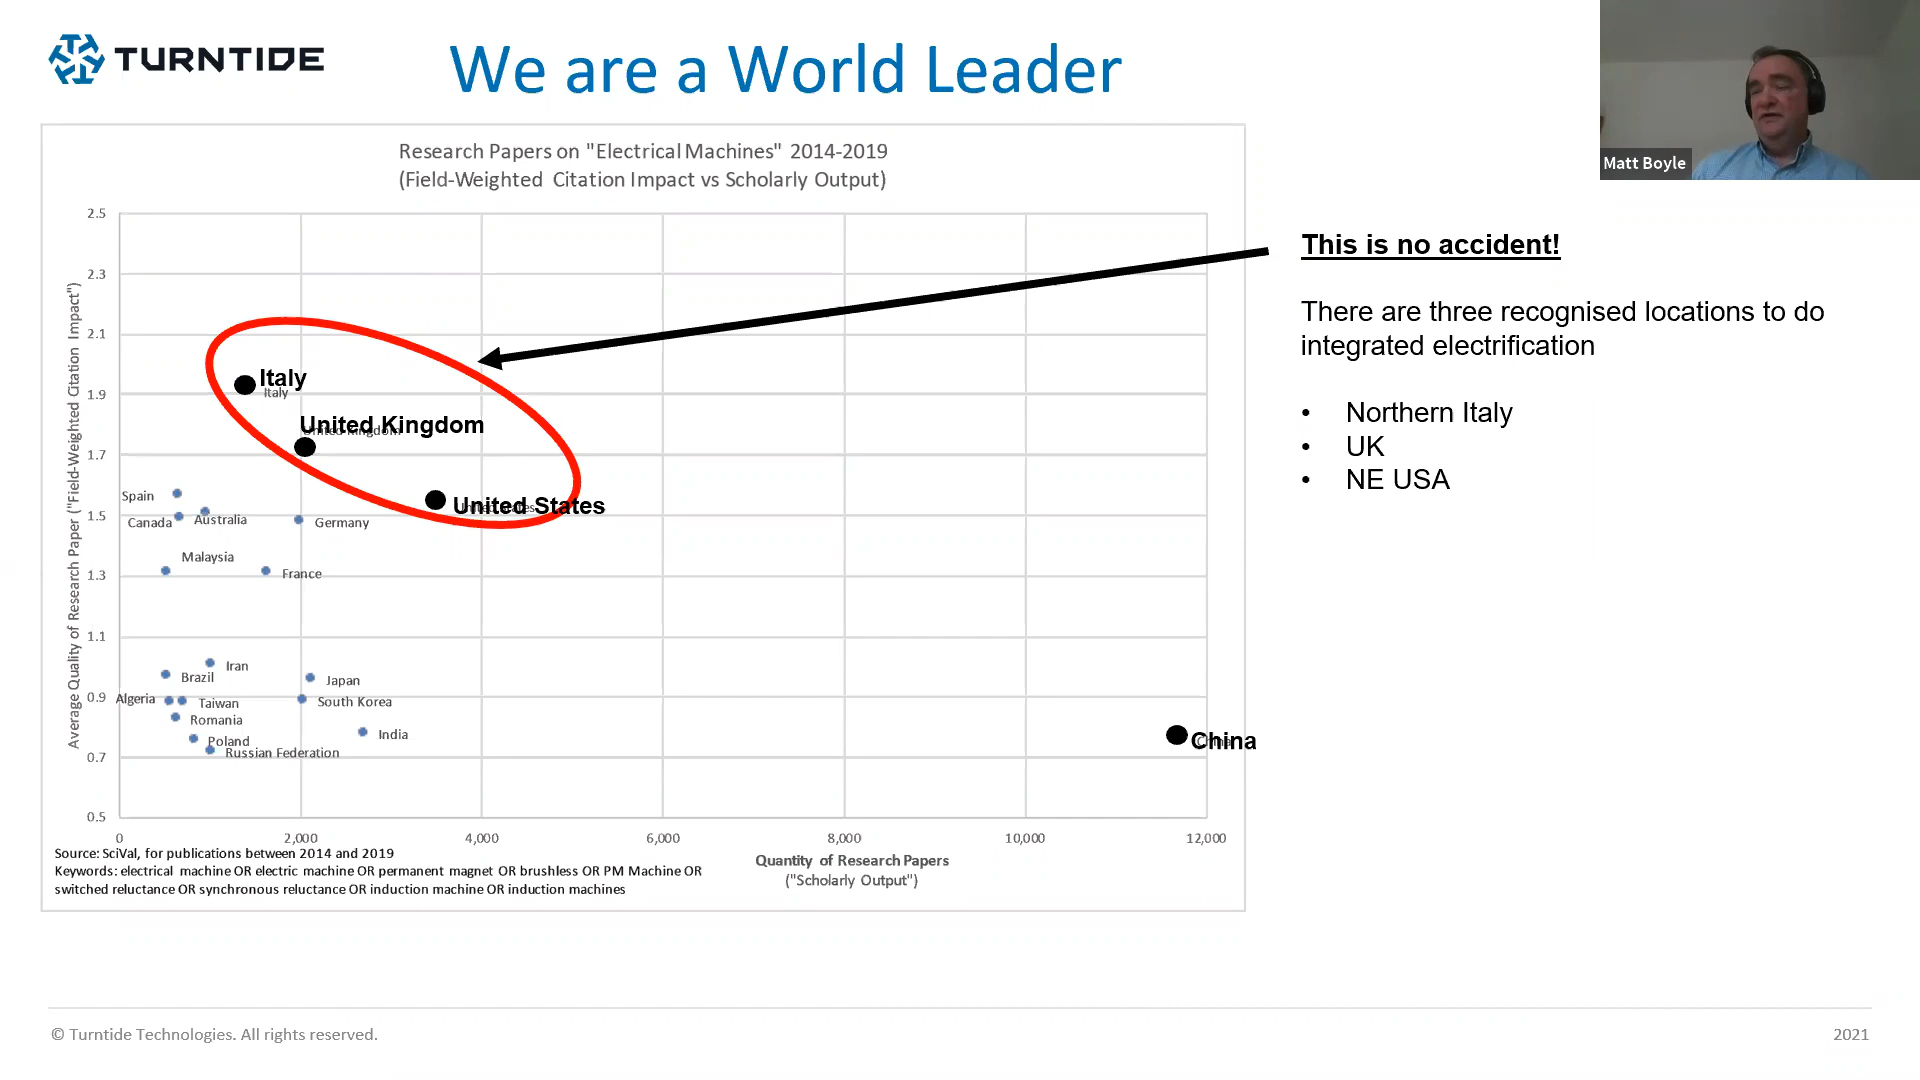 TURNTIDE
We are a World Leader
Matt Boyle
Research Papers on "Electrical Machines" 2014-2019
(Field-Weighted Citation Impact vs Scholarly Output)
Average Quality of Research Paper ("Field-Weighted Citation Impact")
2.5
2.3
2.1
1.9
1.7
1.5
1.3
1.1
0.9
0.7
0.5
Italy
Italy
United Kingdom
United Kingdom
United States
United States
Spain
Canada
Australia
Germany
Malaysia
France
Iran
Brazil
Japan
Algeria
Taiwan
South Korea
Romania
Poland
India
Russian Federation
China
China
0
2,000
4,000
6,000
8,000
10,000
12,000
Quantity of Research Papers
("Scholarly Output")
Source: SciVal, for publications between 2014 and 2019
Keywords: electrical machine OR electric machine OR permanent magnet OR brushless OR PM Machine OR
switched reluctance OR synchronous reluctance OR induction machine OR induction machines
This is no accident!
There are three recognised locations to do
integrated electrification
• Northern Italy
• UK
• NE USA
© Turntide Technologies. All rights reserved.
2021